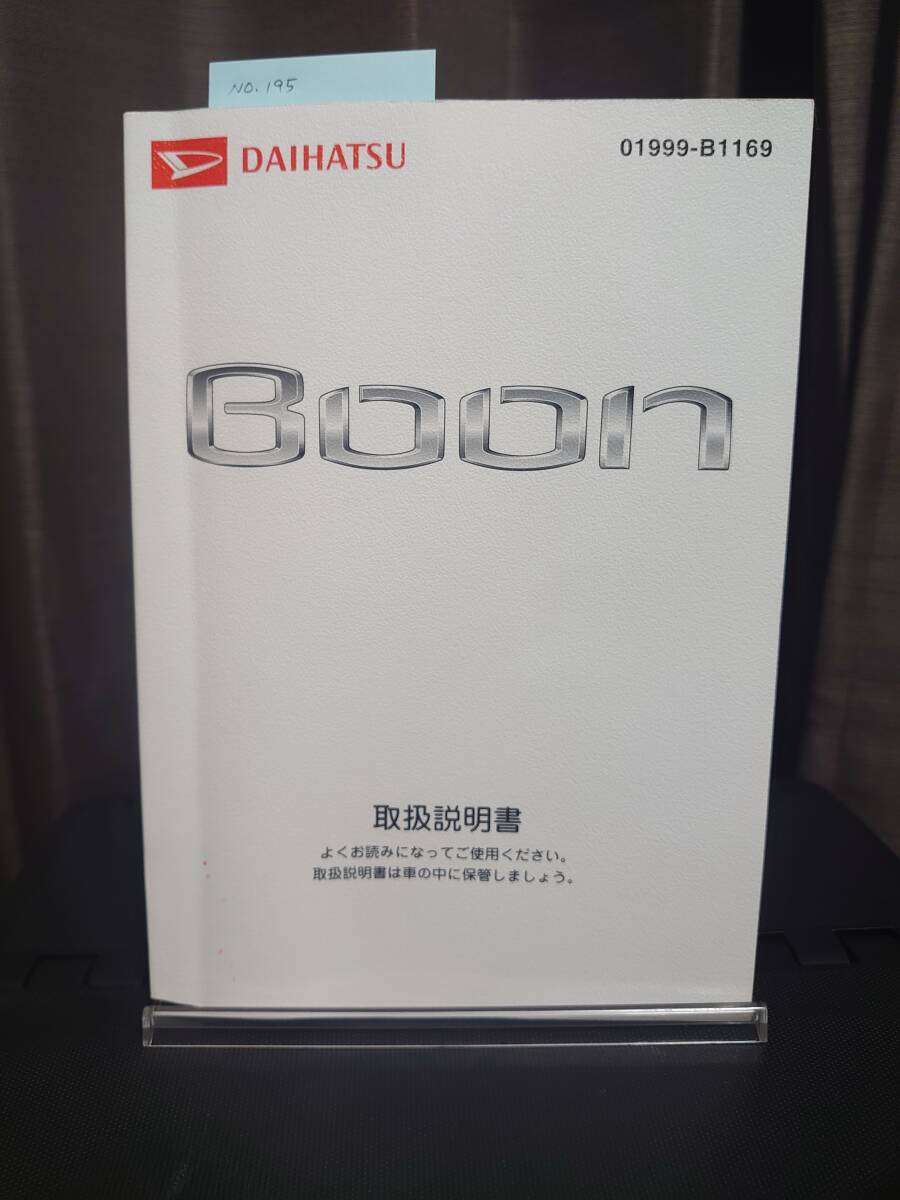 NO.195
DAIHATSU
01999-B1169
Boon
取扱説明書
よくお読みになってご使用ください。
取扱説明書は車の中に保管しましょう。